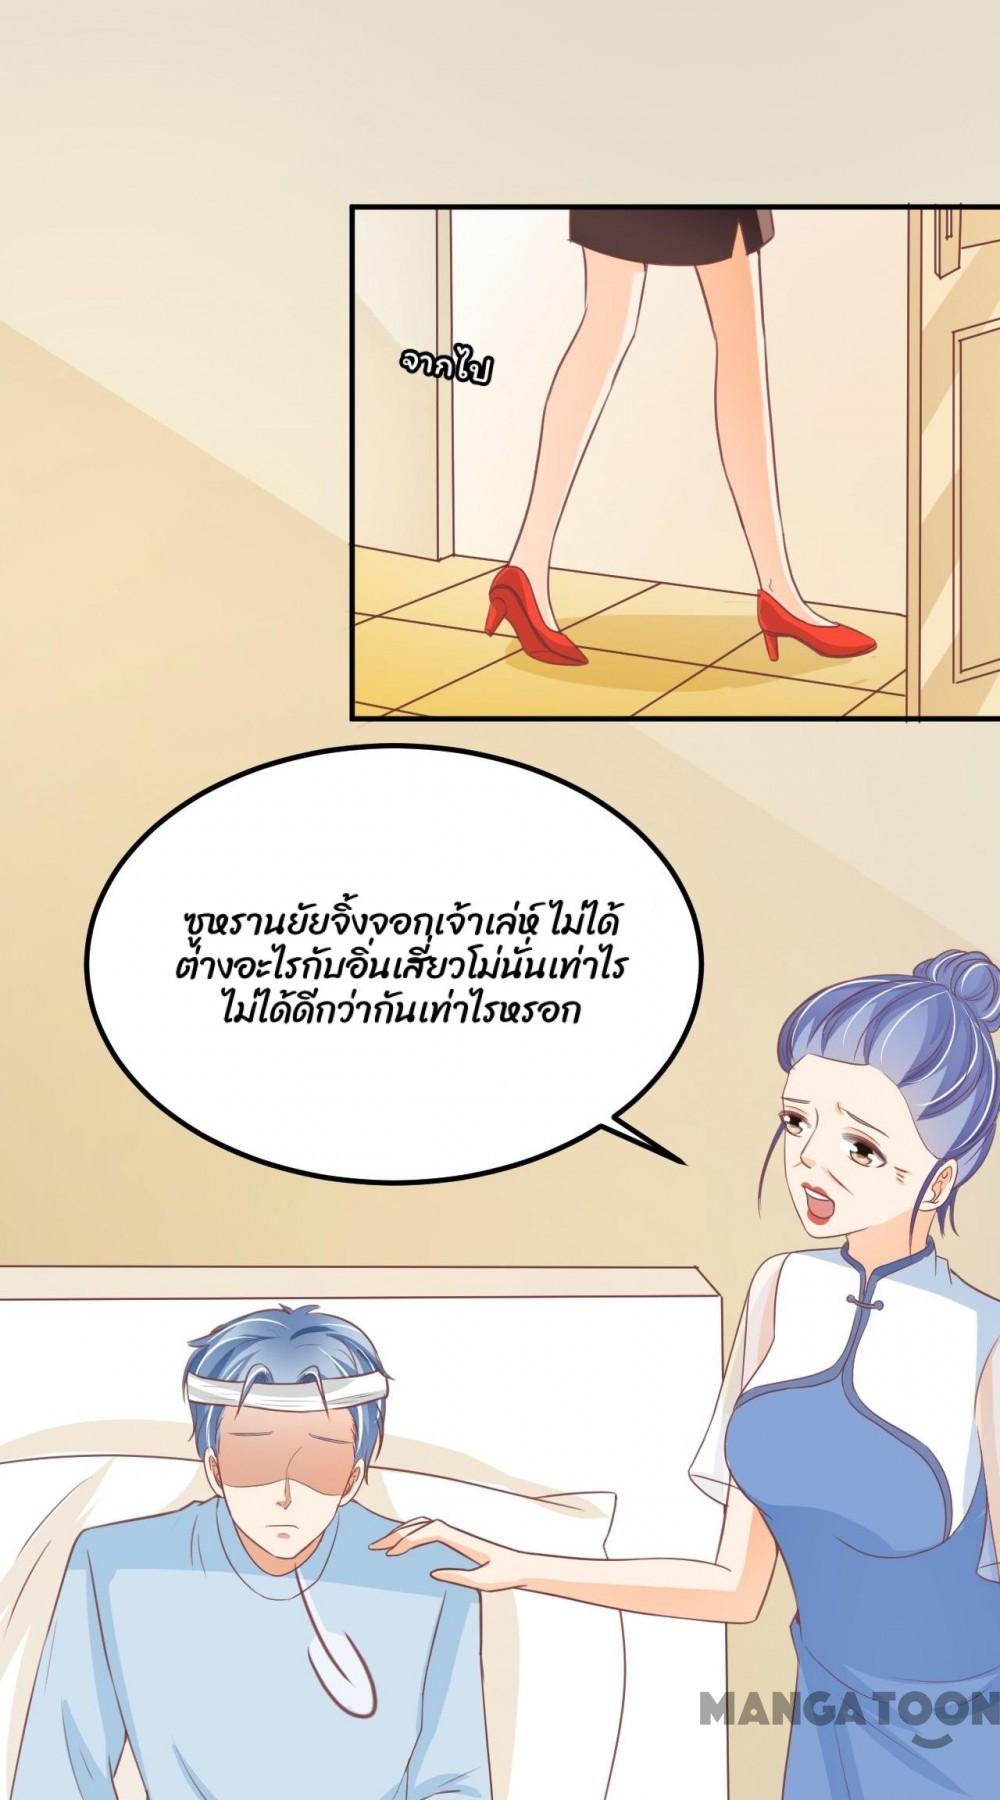 จากไป
ซูหรานยัยจิ้งจอกเจ้าเล่ห์ ไม่ได้
ต่างอะไรกับอิ่นเสี่ยวโม่นั่นเท่าไร
ไม่ได้ดีกว่ากันเท่าไรหรอก
MANGATOON